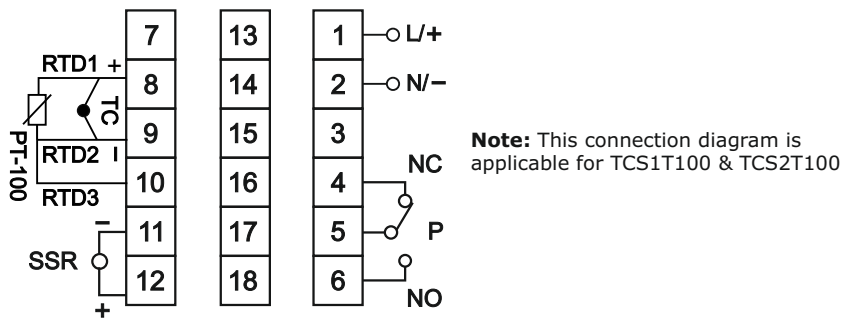 7 13 1 L/+
RTD1 +
8 14 2 N/−
TC
PT-100
9 15 3
RTD2 −
NC
10 16 4
RTD3
−
11 17 5 P
SSR
12 18 6
NO
+
Note: This connection diagram is
applicable for TCS1T100 & TCS2T100